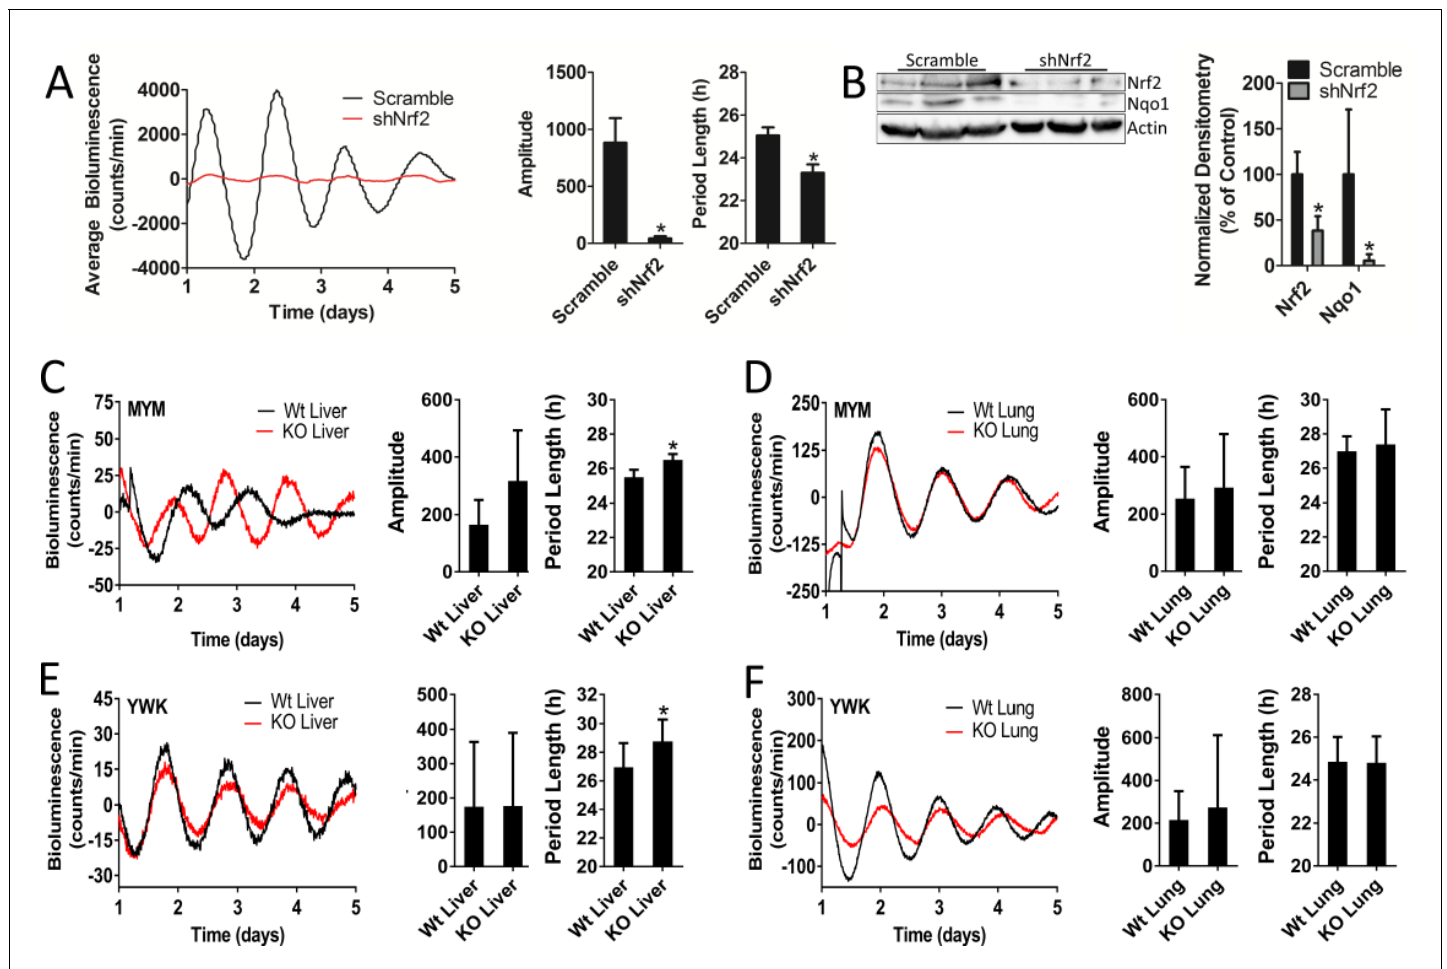 A
Average Bioluminescence
(counts/min)
4000
2000
0
-2000
-4000
1 2 3 4 5
Time (days)
Scramble
shNrf2
Amplitude
1500
1000
500
0
*
Scramble
shNrf2
Period Length (h)
28
26
24
22
20
*
Scramble
shNrf2
B
Scramble shNrf2
Nrf2
Nqo1
Actin
Scramble
shNrf2
Normalized Densitometry
(% of Control)
200
150
100
50
0
*
*
Nrf2
Nqo1
C
MYM
Wt Liver
KO Liver
Bioluminescence
(counts/min)
75
50
25
0
-25
-50
1 2 3 4 5
Time (days)
Amplitude
600
400
200
0
Wt Liver
KO Liver
Period Length (h)
30
28
26
24
22
20
*
Wt Liver
KO Liver
D
MYM
Wt Lung
KO Lung
Bioluminescence
(counts/min)
250
125
0
-125
-250
1 2 3 4 5
Time (days)
Amplitude
600
400
200
0
Wt Lung
KO Lung
Period Length (h)
30
28
26
24
22
20
Wt Lung
KO Lung
E
YWK
Wt Liver
KO Liver
Bioluminescence
(counts/min)
45
30
15
0
-15
-30
1 2 3 4 5
Time (days)
500
400
300
200
100
0
Wt Liver
KO Liver
Period Length (h)
32
30
28
26
24
22
20
*
Wt Liver
KO Liver
F
YWK
Wt Lung
KO Lung
Bioluminescence
(counts/min)
300
200
100
0
-100
1 2 3 4 5
Time (days)
Amplitude
800
600
400
200
0
Wt Lung
KO Lung
Period Length (h)
28
26
24
22
20
Wt Lung
KO Lung